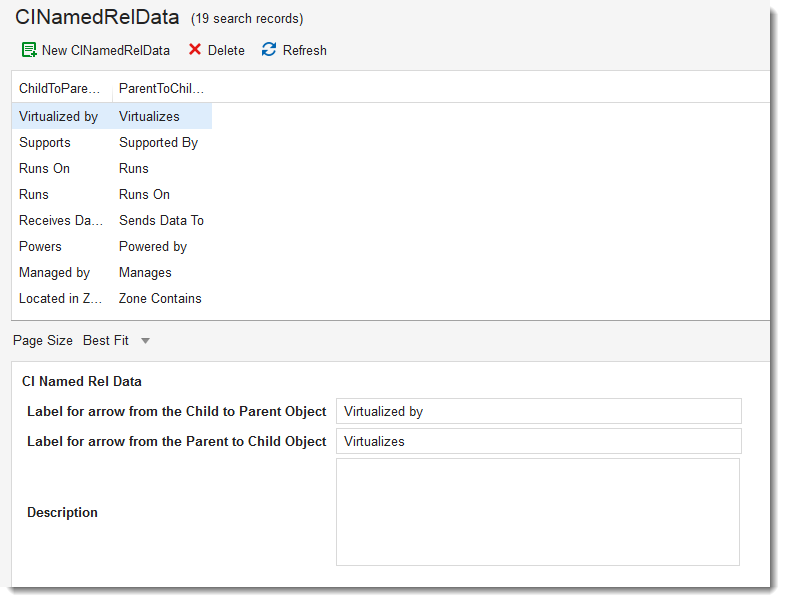 CINamedRelData (19 search records)
New CINamedRelData Delete Refresh
ChildToPare... ParentToChil...
Virtualized by Virtualizes
Supports Supported By
Runs On Runs
Runs Runs On
Receives Da... Sends Data To
Powers Powered by
Managed by Manages
Located in Z... Zone Contains
Page Size Best Fit
CI Named Rel Data
Label for arrow from the Child to Parent Object Virtualized by
Label for arrow from the Parent to Child Object Virtualizes
Description